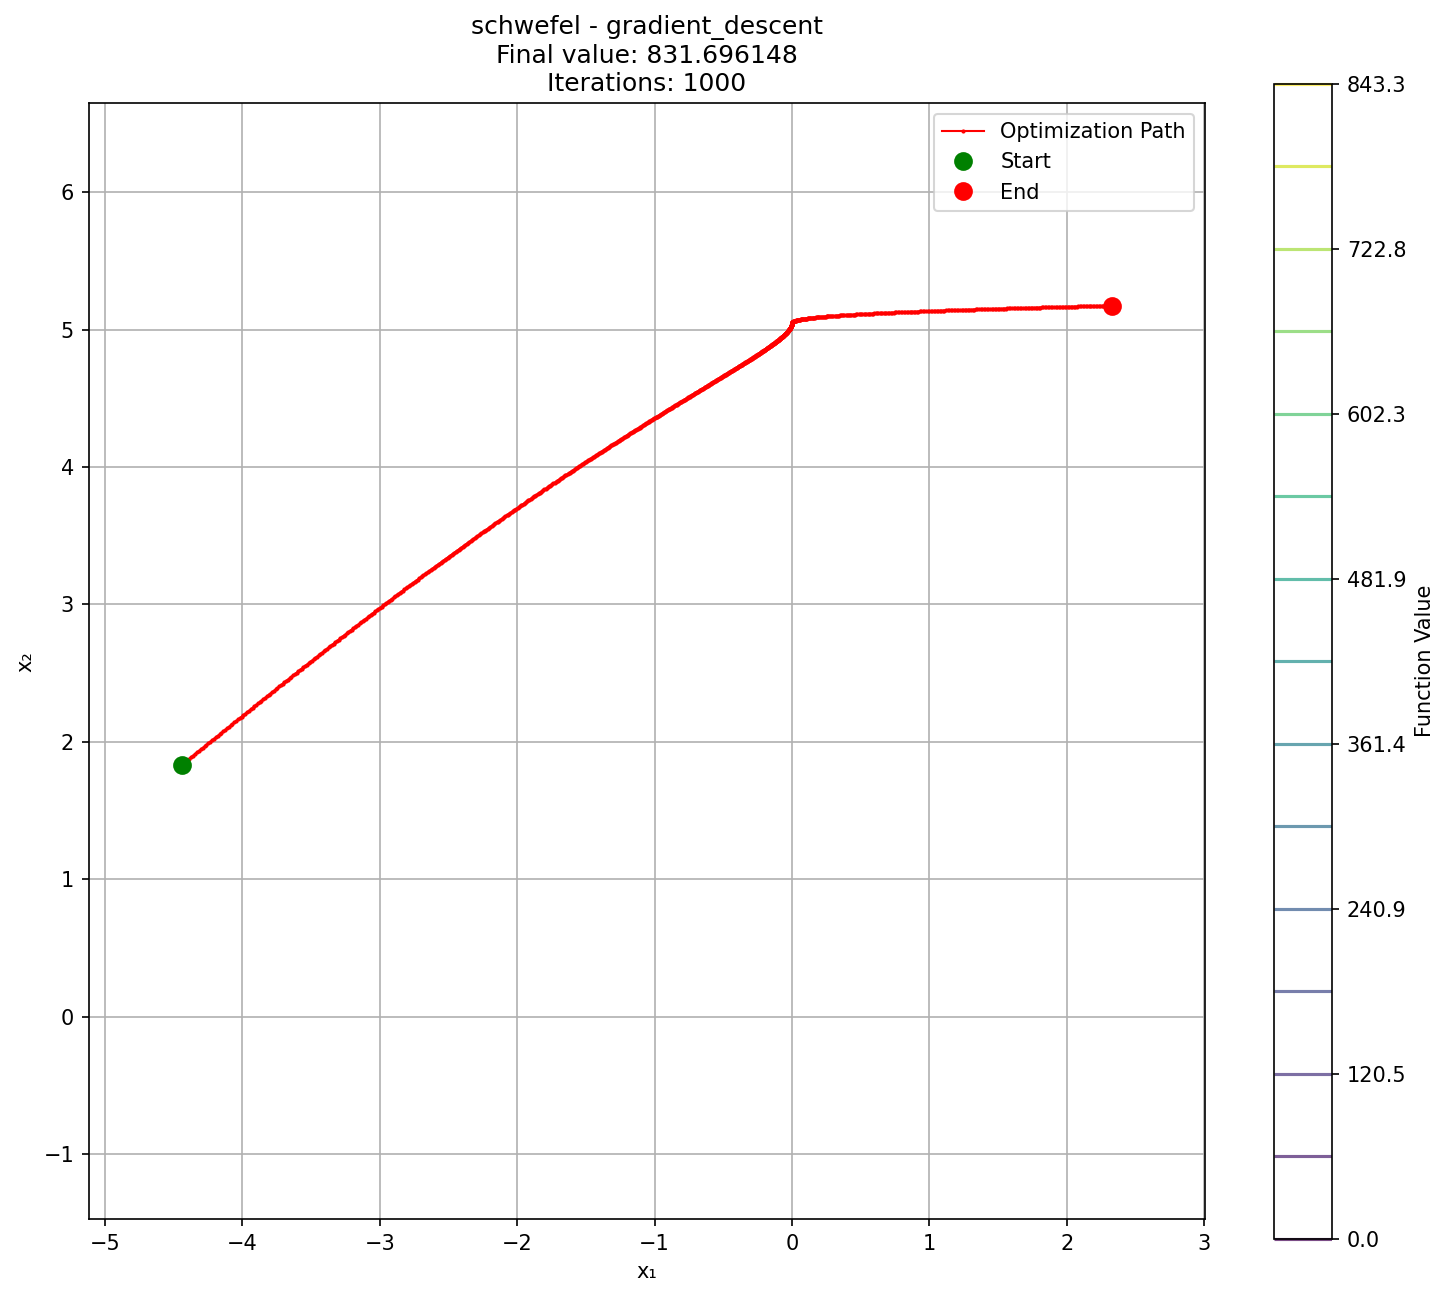 schwefel - gradient_descent
Final value: 831.696148
Iterations: 1000
Optimization Path
Start
End
6
5
4
3
2
1
0
−1
x₂
−5
−4
−3
−2
−1
0
1
2
3
x₁
843.3
722.8
602.3
481.9
361.4
240.9
120.5
0.0
Function Value